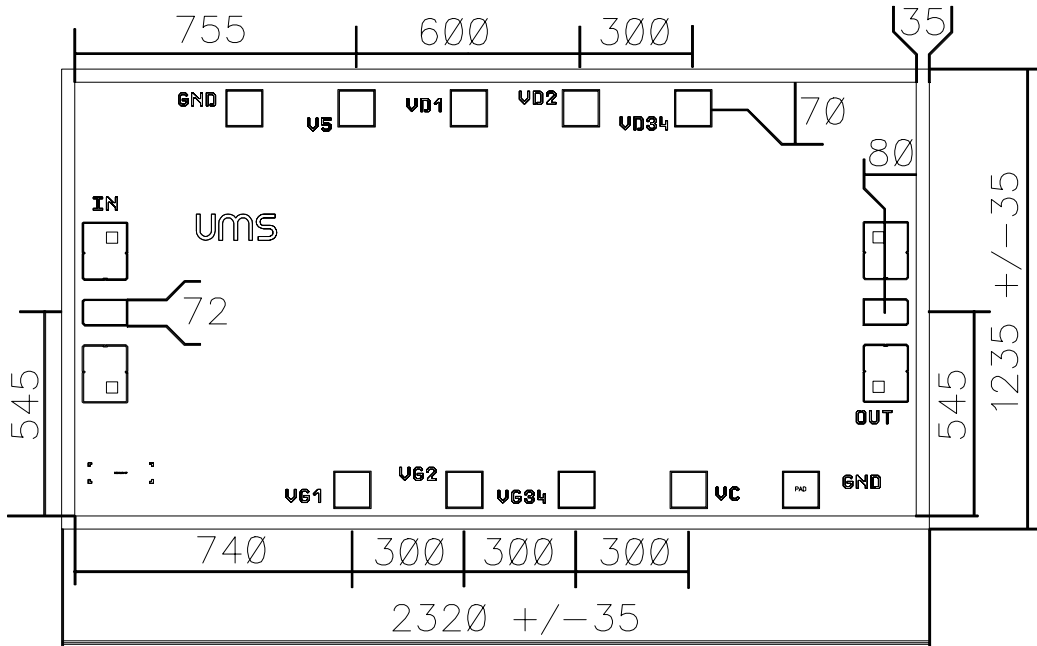 755 600 300 35
GND V5 VD1 VD2 VD34 70
80
IN
ums
72
1235 +/-35
545
545
OUT
VG1 VG2 VG34 VC PAD GND
740 300 300 300
2320 +/-35